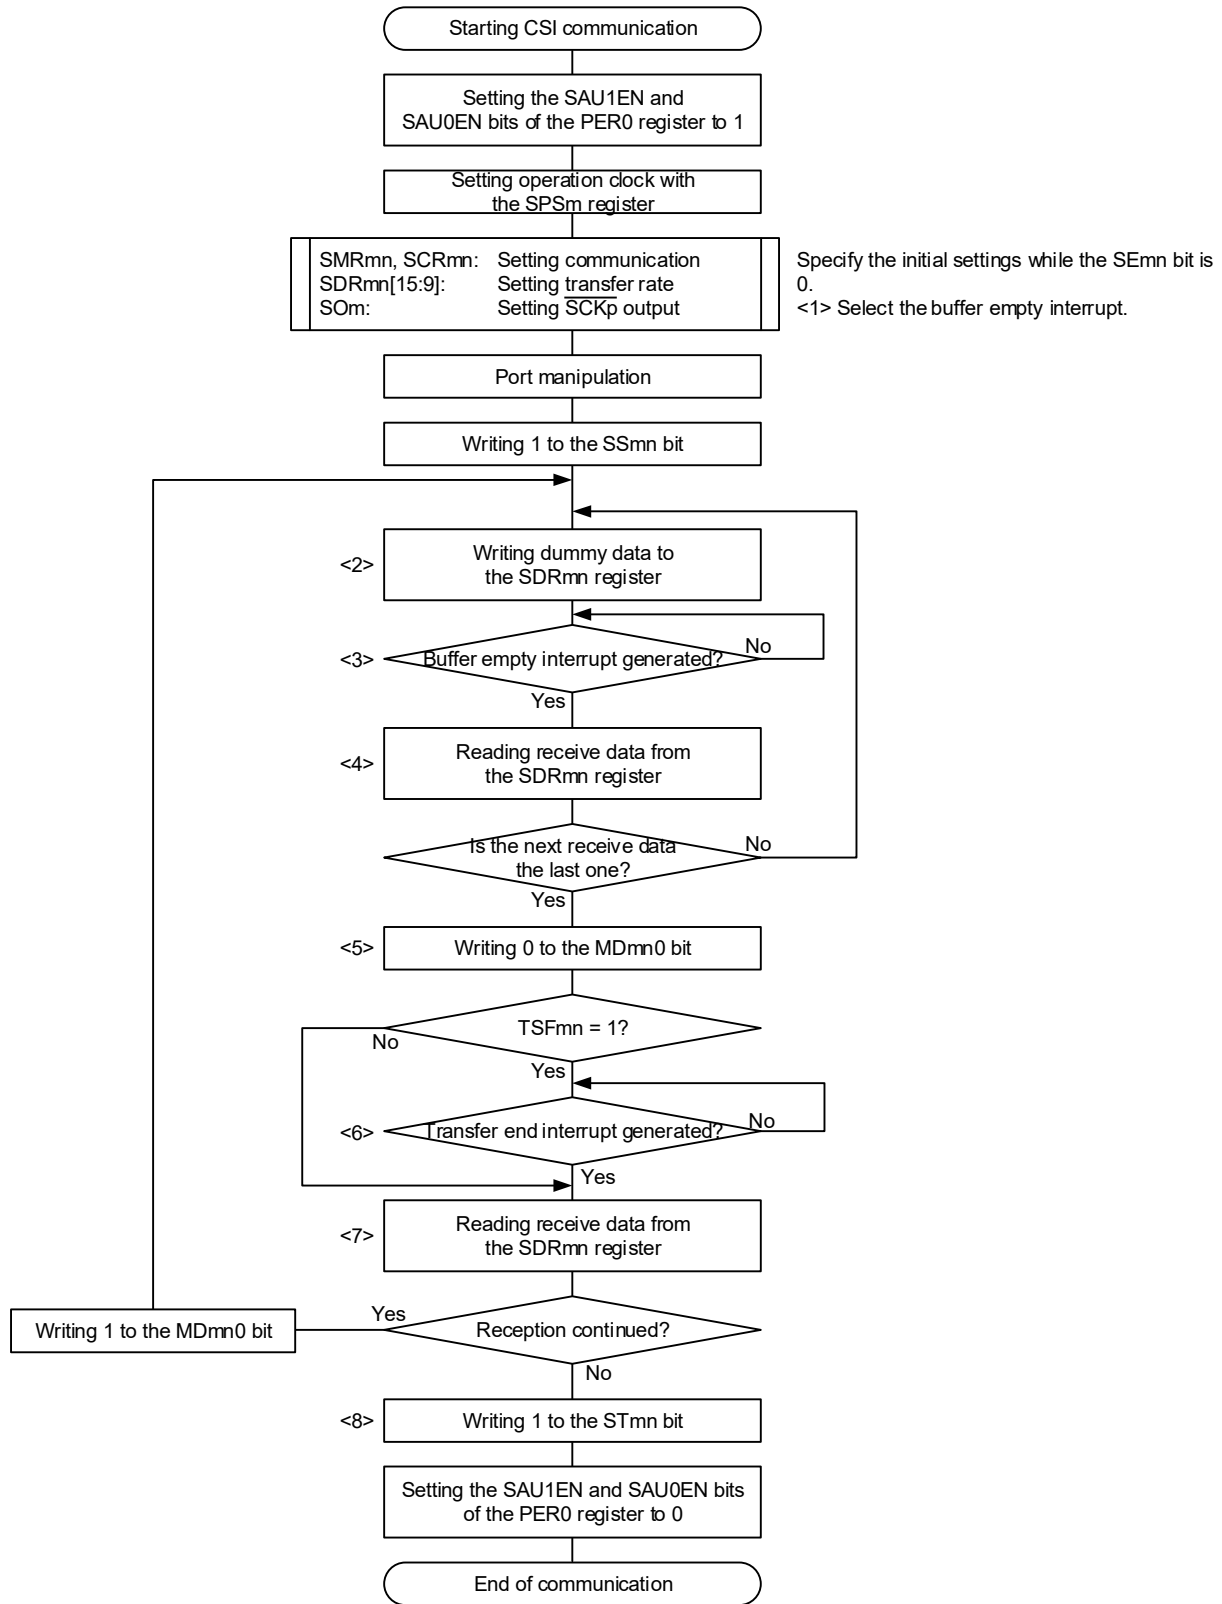 Starting CSI communication
Setting the SAU1EN and
SAU0EN bits of the PER0 register to 1
Setting operation clock with
the SPSm register
SMRmn, SCRmn: Setting communication
SDRmn[15:9]: Setting transfer rate
SOm: Setting SCKp output
Specify the initial settings while the SEmn bit is
0.
<1> Select the buffer empty interrupt.
Port manipulation
Writing 1 to the SSmn bit
<2>
Writing dummy data to
the SDRmn register
<3>
Buffer empty interrupt generated?
No
Yes
<4>
Reading receive data from
the SDRmn register
Is the next receive data
the last one?
No
Yes
<5>
Writing 0 to the MDmn0 bit
TSFmn = 1?
No
Yes
<6>
Transfer end interrupt generated?
No
Yes
<7>
Reading receive data from
the SDRmn register
Writing 1 to the MDmn0 bit
Yes
Reception continued?
No
<8>
Writing 1 to the STmn bit
Setting the SAU1EN and SAU0EN bits
of the PER0 register to 0
End of communication